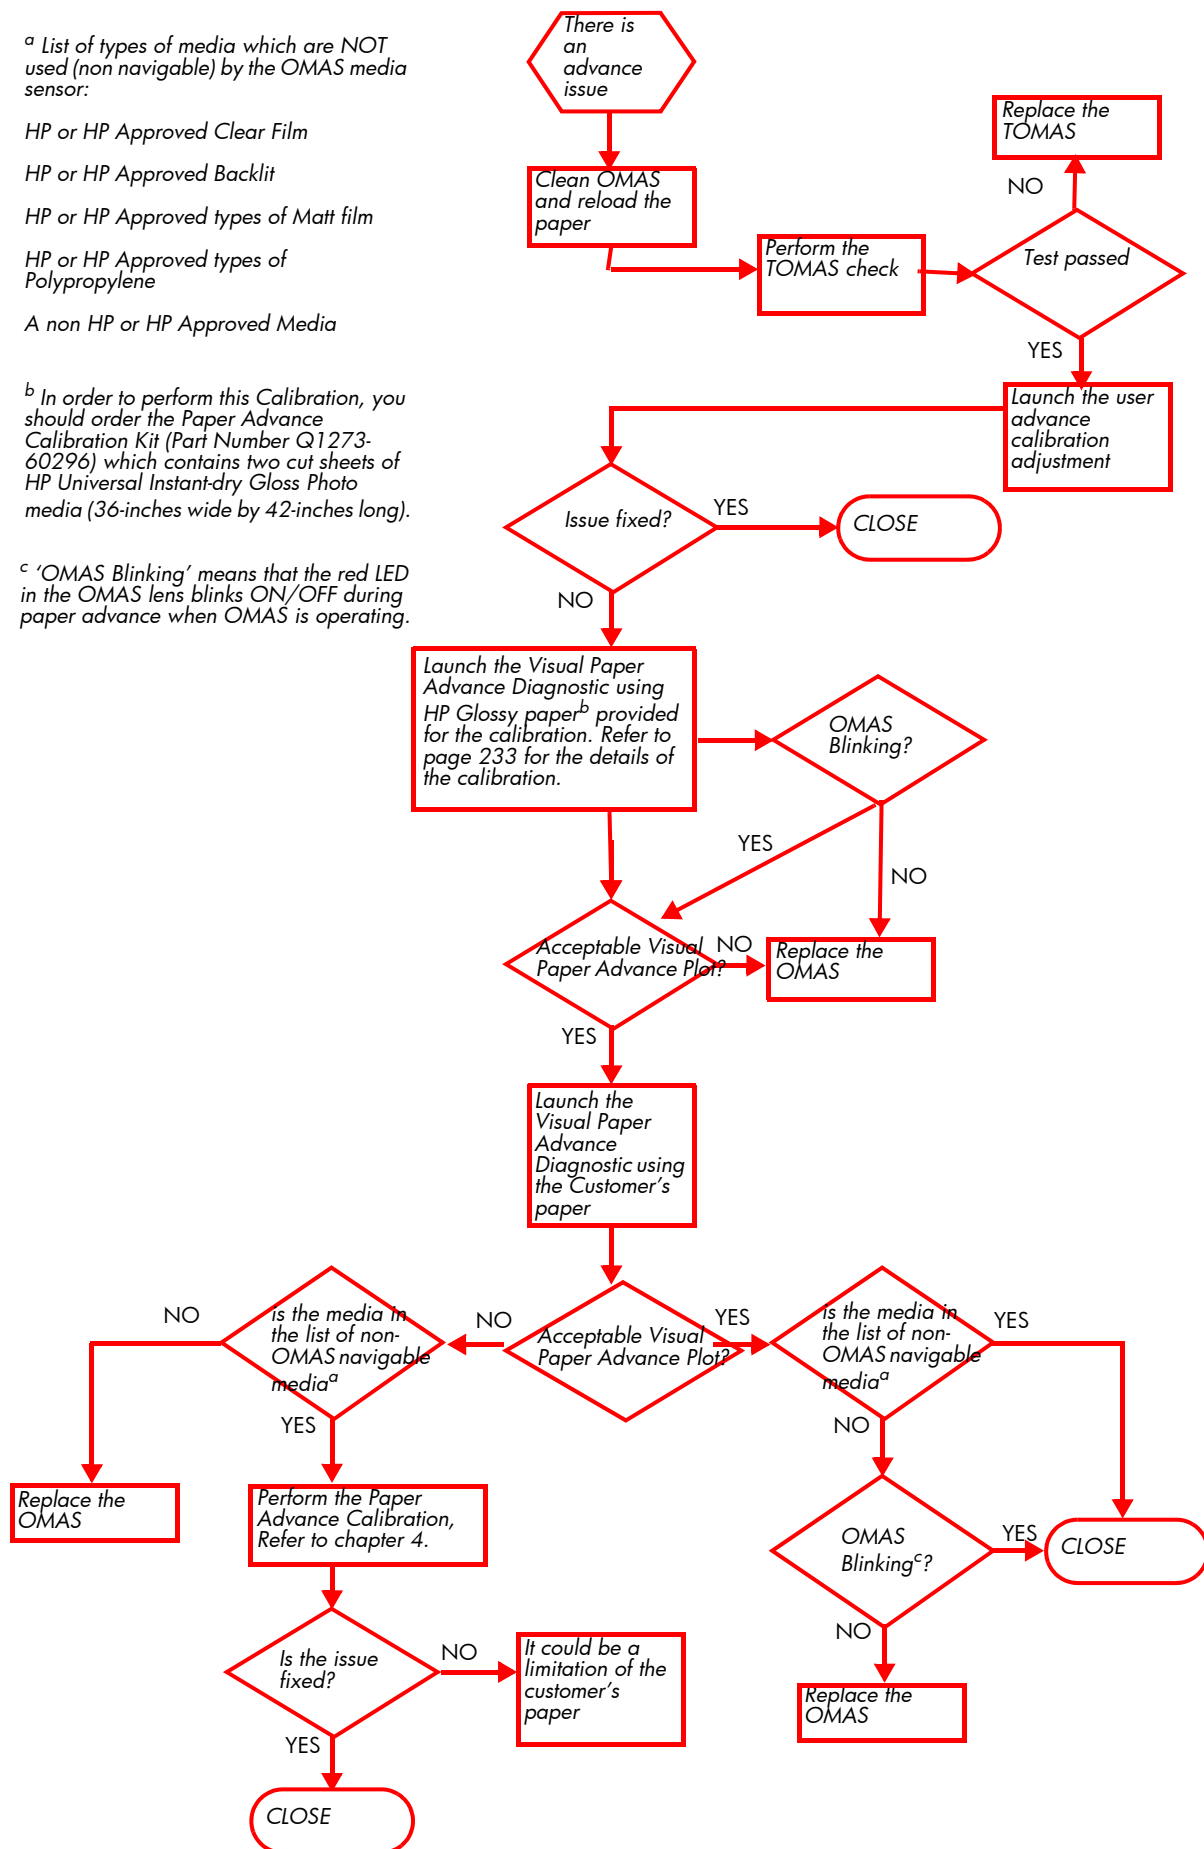 a List of types of media which are NOT
used (non navigable) by the OMAS media
sensor:
HP or HP Approved Clear Film
HP or HP Approved Backlit
HP or HP Approved types of Matt film
HP or HP Approved types of
Polypropylene
A non HP or HP Approved Media
b In order to perform this Calibration, you
should order the Paper Advance
Calibration Kit (Part Number Q1273-
60296) which contains two cut sheets of
HP Universal Instant-dry Gloss Photo
media (36-inches wide by 42-inches long).
c ‘OMAS Blinking’ means that the red LED
in the OMAS lens blinks ON/OFF during
paper advance when OMAS is operating.
There is
an
advance
issue
Clean OMAS
and reload the
paper
Perform the
TOMAS check
Test passed
NO
Replace the
TOMAS
YES
Launch the user
advance
calibration
adjustment
Issue fixed?
YES
CLOSE
NO
Launch the Visual Paper
Advance Diagnostic using
HP Glossy paperb provided
for the calibration. Refer to
page 233 for the details of
the calibration.
OMAS
Blinking?
YES
NO
Acceptable Visual
Paper Advance Plot?
NO
Replace the
OMAS
YES
Launch the
Visual Paper
Advance
Diagnostic using
the Customer’s
paper
Acceptable Visual
Paper Advance Plot?
NO
is the media in
the list of non-
OMAS navigable
mediaa
NO
Replace the
OMAS
YES
Perform the Paper
Advance Calibration,
Refer to chapter 4.
Is the issue
fixed?
NO
It could be a
limitation of the
customer’s
paper
YES
CLOSE
YES
is the media in
the list of non-
OMAS navigable
mediaa
YES
NO
OMAS
Blinkingc?
YES
CLOSE
NO
Replace the
OMAS